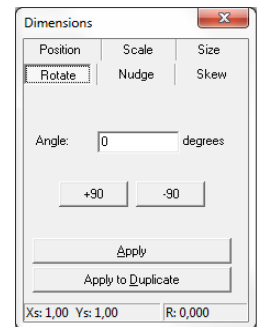 Dimensions
Position Scale Size
Rotate Nudge Skew
Angle: 0 degrees
+90 -90
Apply
Apply to Duplicate
Xs: 1,00 Ys: 1,00 R: 0,000